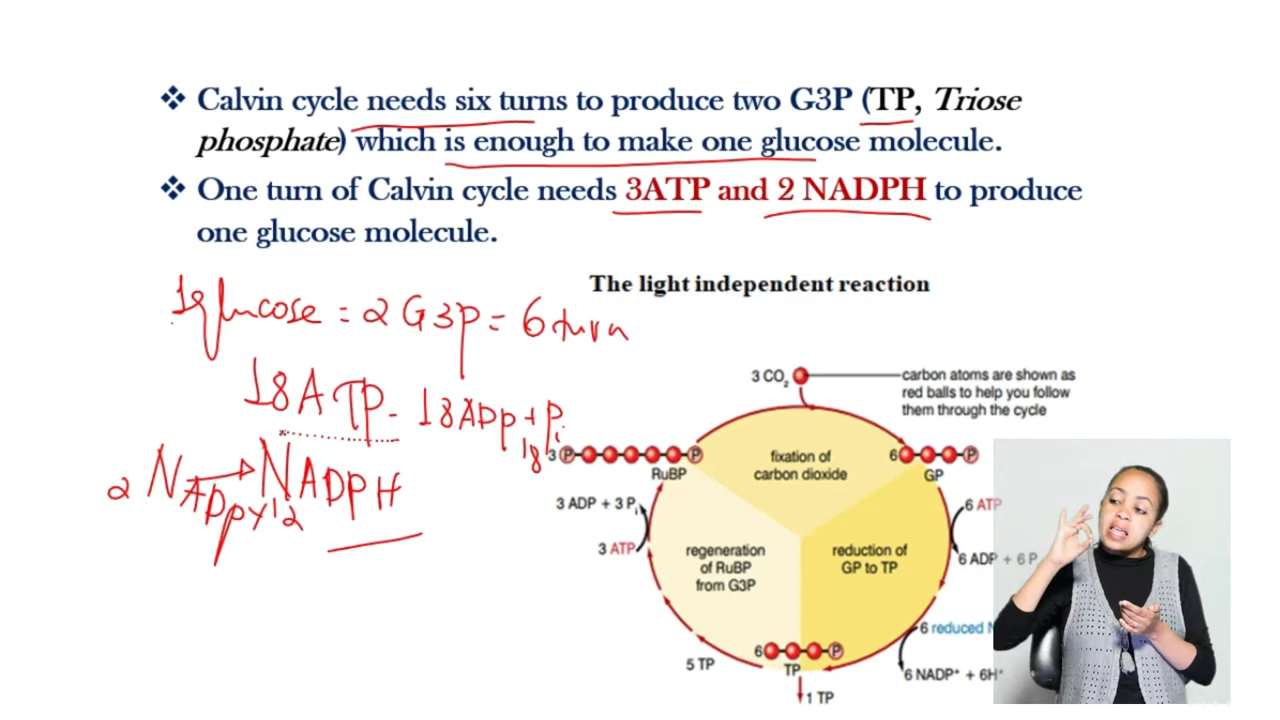 ❖ Calvin cycle needs six turns to produce two G3P (TP, Triose
phosphate) which is enough to make one glucose molecule.
❖ One turn of Calvin cycle needs 3ATP and 2 NADPH to produce
one glucose molecule.
The light independent reaction
1glucose = 2 G3P = 6 turn
18 ATP - 18ADP + Pi
18
2 NADPH
12 NADPH
3 CO₂
carbon atoms are shown as
red balls to help you follow
them through the cycle
3 P
RuBP
fixation of
carbon dioxide
6 P
GP
3 ADP + 3 Pi
3 ATP
regeneration
of RuBP
from G3P
reduction of
GP to TP
6 ATP
6 ADP + 6 P
6 reduced N
6 NADP⁺ + 6H⁺
6 P
TP
5 TP
1 TP